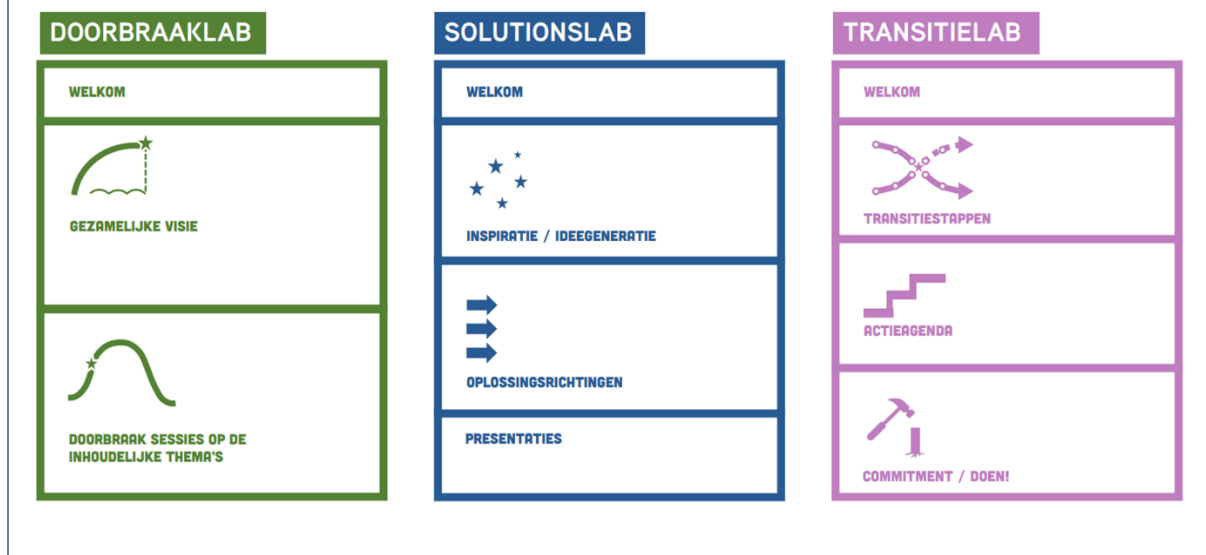 DOORBRAAKLAB
WELKOM
GEZAMELIJKE VISIE
DOORBRAAK SESSIES OP DE
INHOUDELIJKE THEMA'S
SOLUTIONSLAB
WELKOM
INSPIRATIE / IDEEGENERATIE
OPLOSSINGSRICHTINGEN
PRESENTATIES
TRANSITIELAB
WELKOM
TRANSITIESTAPPEN
ACTIEAGENDA
COMMITMENT / DOEN!